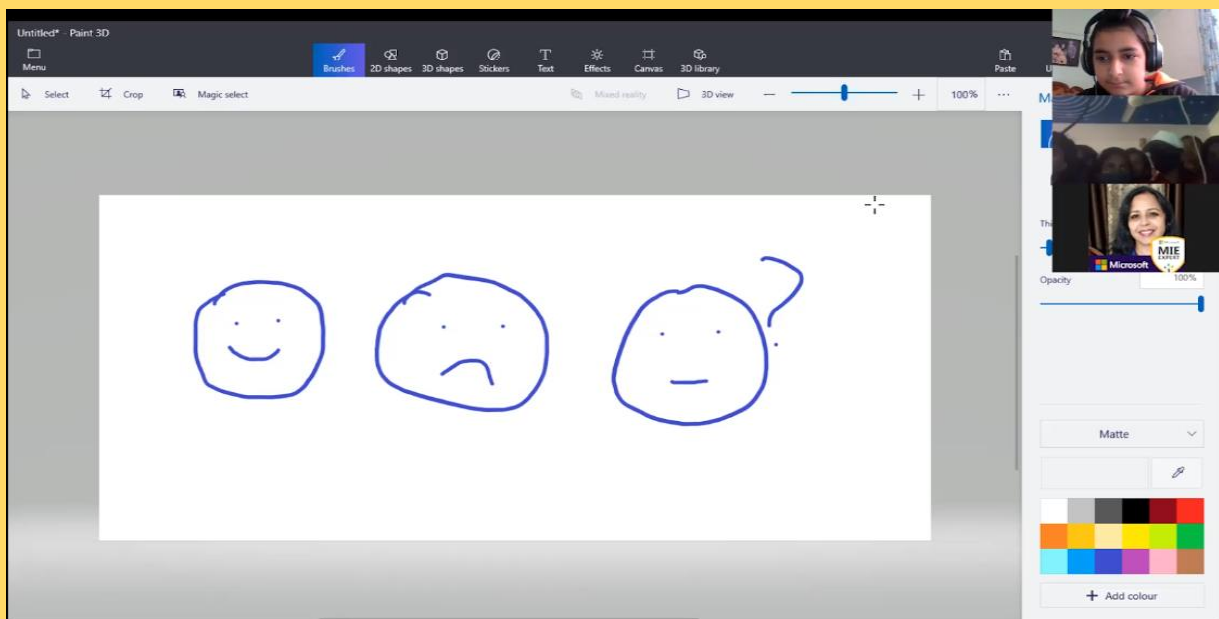 Untitled* - Paint 3D
Menu
Brushes
2D shapes
3D shapes
Stickers
Text
Effects
Canvas
3D library
Paste
Select
Crop
Magic select
Mixed reality
3D view
100%
...
?
MIE
EXPERT
Microsoft
Opacity
100%
Matte
+ Add colour